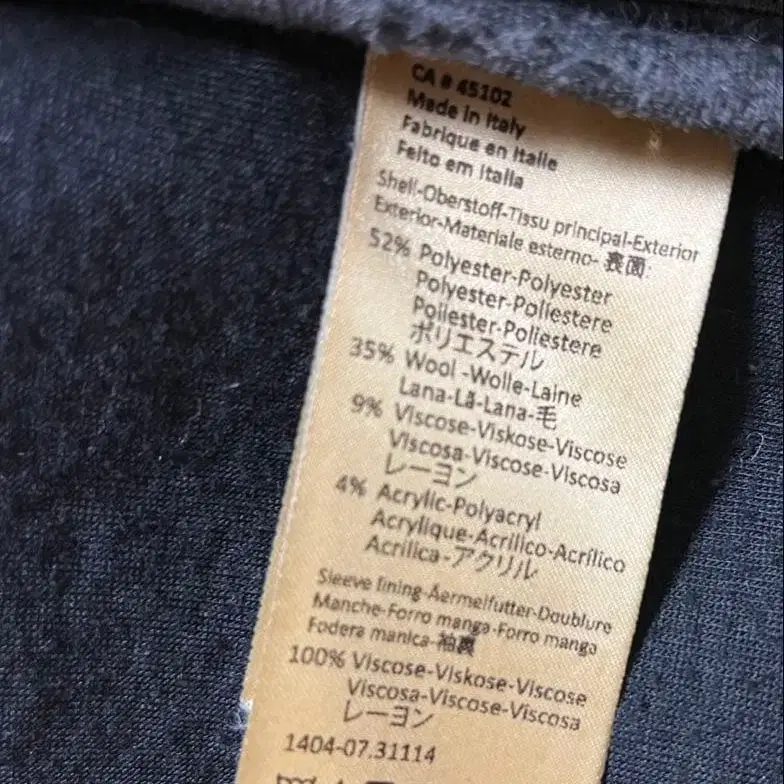 CA # 45102
Made in Italy
Fabriqué en Italie
Feito em Italia
Shell-Oberstoff-Tissu principal-Exterior
Exterior-Materiale esterno- 表面:
52% Polyester-Polyester
Polyester-Poliestere
Poliester-Poliestere
ポリエステル
35% Wool -Wolle-Laine
Lana-Lã-Lana-毛
9% Viscose-Viskose-Viscose
Viscosa-Viscose-Viscosa
レーヨン
4% Acrylic-Polyacryl
Acrylique-Acrílico-Acrílico
Acrilica-アクリル
Sleeve lining-Aermelfutter-Doublure
Manche-Forro manga-Forro manga
Fodera manica-袖裏
100% Viscose-Viskose-Viscose
Viscosa-Viscose-Viscosa
レーヨン
1404-07.31114